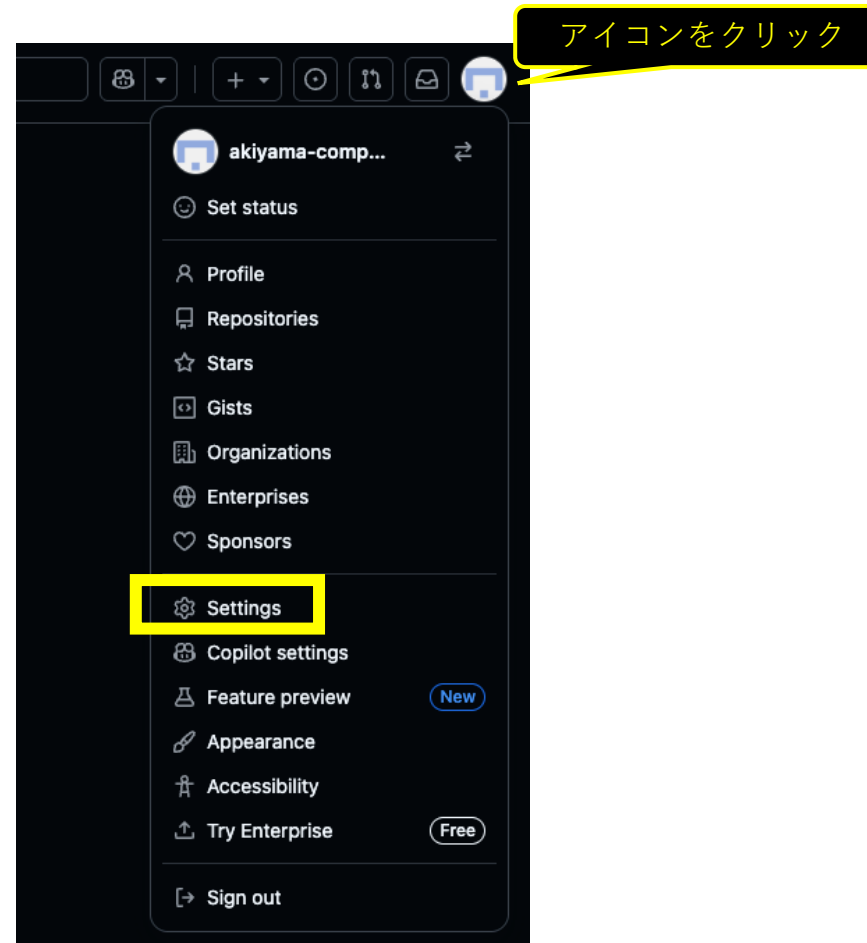 アイコンをクリック
akiyama-comp...
Set status
Profile
Repositories
Stars
Gists
Organizations
Enterprises
Sponsors
Settings
Copilot settings
Feature preview New
Appearance
Accessibility
Try Enterprise Free
Sign out